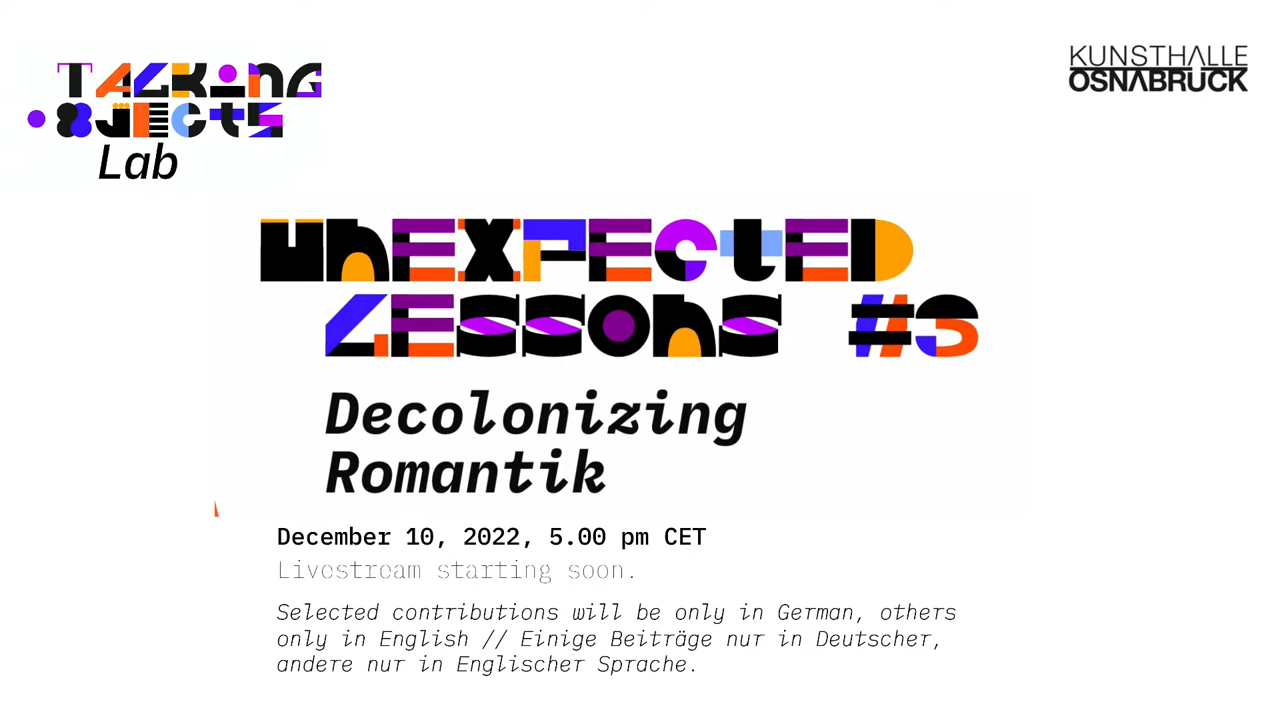 TALKING
OBJECTS
Lab
KUNSTHALLE
OSNABRÜCK
UNEXPECTED
LESSONS #3
Decolonizing
Romantik
December 10, 2022, 5.00 pm CET
Livestream starting soon.
Selected contributions will be only in German, others
only in English // Einige Beiträge nur in Deutscher,
andere nur in Englischer Sprache.